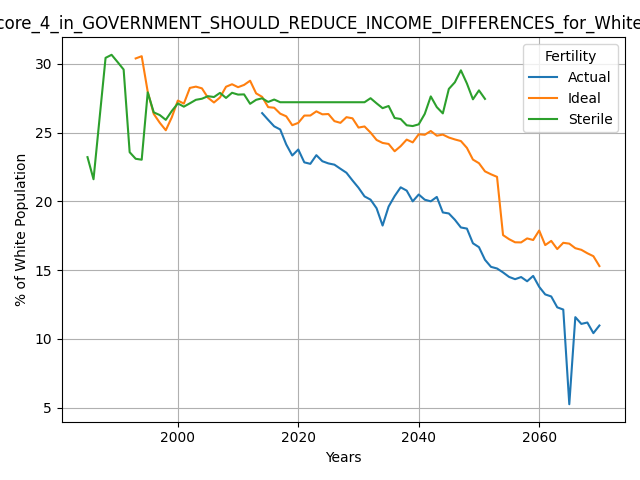 core_4_in_GOVERNMENT_SHOULD_REDUCE_INCOME_DIFFERENCES_for_White
Fertility
Actual
Ideal
Sterile
% of White Population
30
25
20
15
10
5
2000 2020 2040 2060
Years